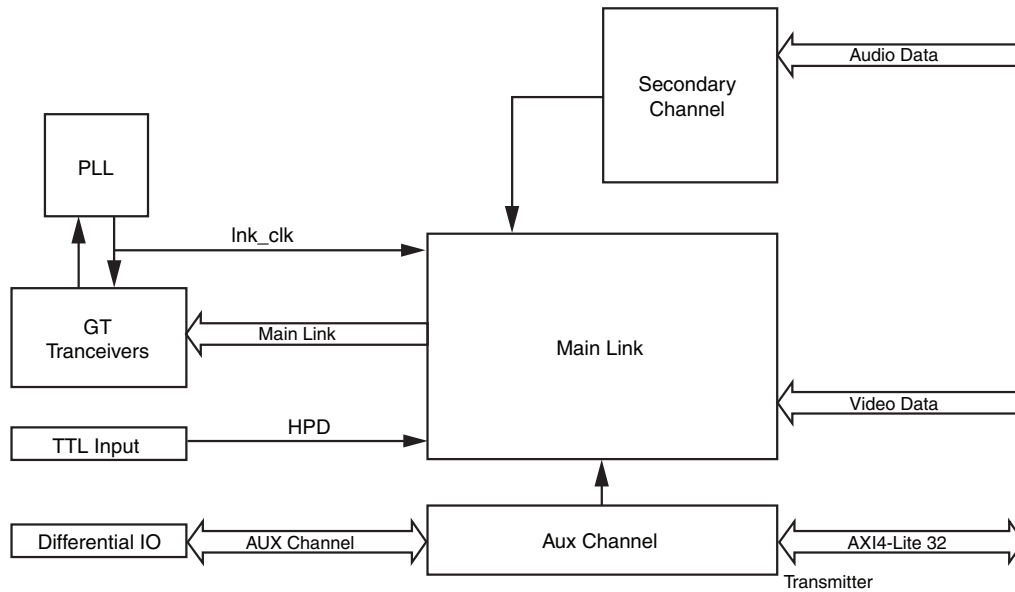 Audio Data
Secondary
Channel
PLL
lnk_clk
GT
Tranceivers
Main Link
Main Link
Video Data
HPD
TTL Input
Differential IO
AUX Channel
Aux Channel
AXI4-Lite 32
Transmitter